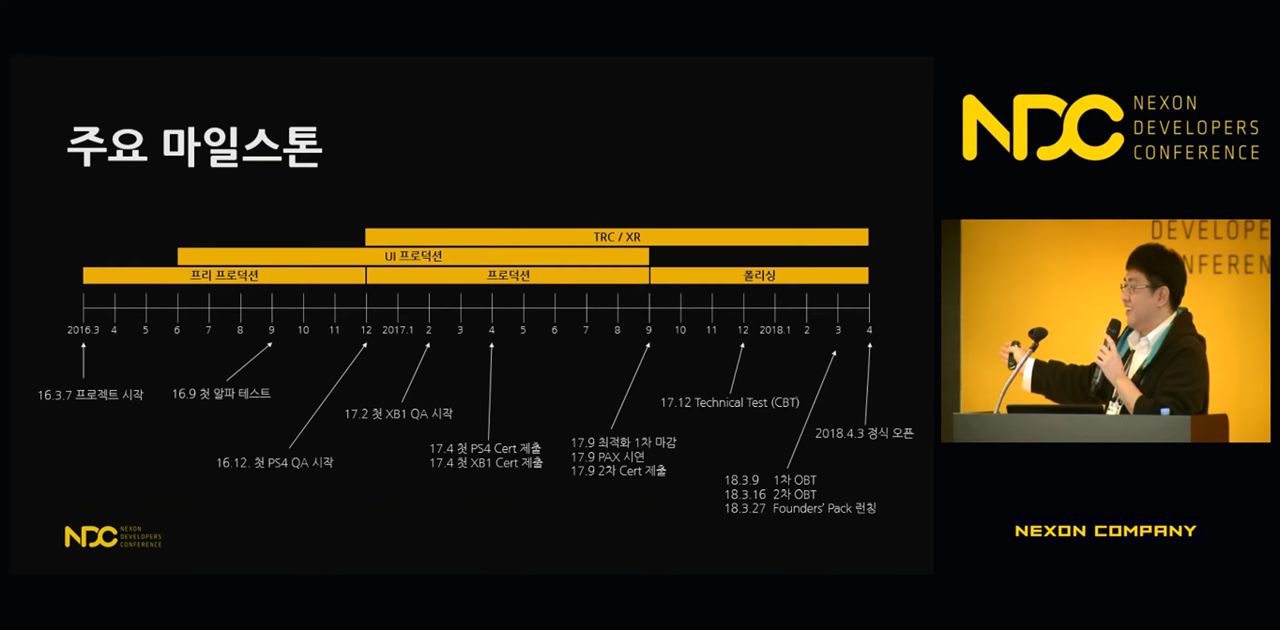 주요 마일스톤
TRC / XR
UI 프로덕션
프리 프로덕션 프로덕션 폴리싱
2016.3 4 5 6 7 8 9 10 11 12 2017.1 2 3 4 5 6 7 8 9 10 11 12 2018.1 2 3 4
16.3.7 프로젝트 시작
16.9 첫 알파 테스트
16.12. 첫 PS4 QA 시작
17.2 첫 XB1 QA 시작
17.4 첫 PS4 Cert 제출
17.4 첫 XB1 Cert 제출
17.9 최적화 1차 마감
17.9 PAX 시연
17.9 2차 Cert 제출
17.12 Technical Test (CBT)
18.3.9 1차 OBT
18.3.16 2차 OBT
18.3.27 Founders' Pack 런칭
2018.4.3 정식 오픈
NDC NEXON
DEVELOPERS
CONFERENCE
NDC NEXON
DEVELOPERS
CONFERENCE
DEVELOPE
NFEREN
NEXON COMPANY